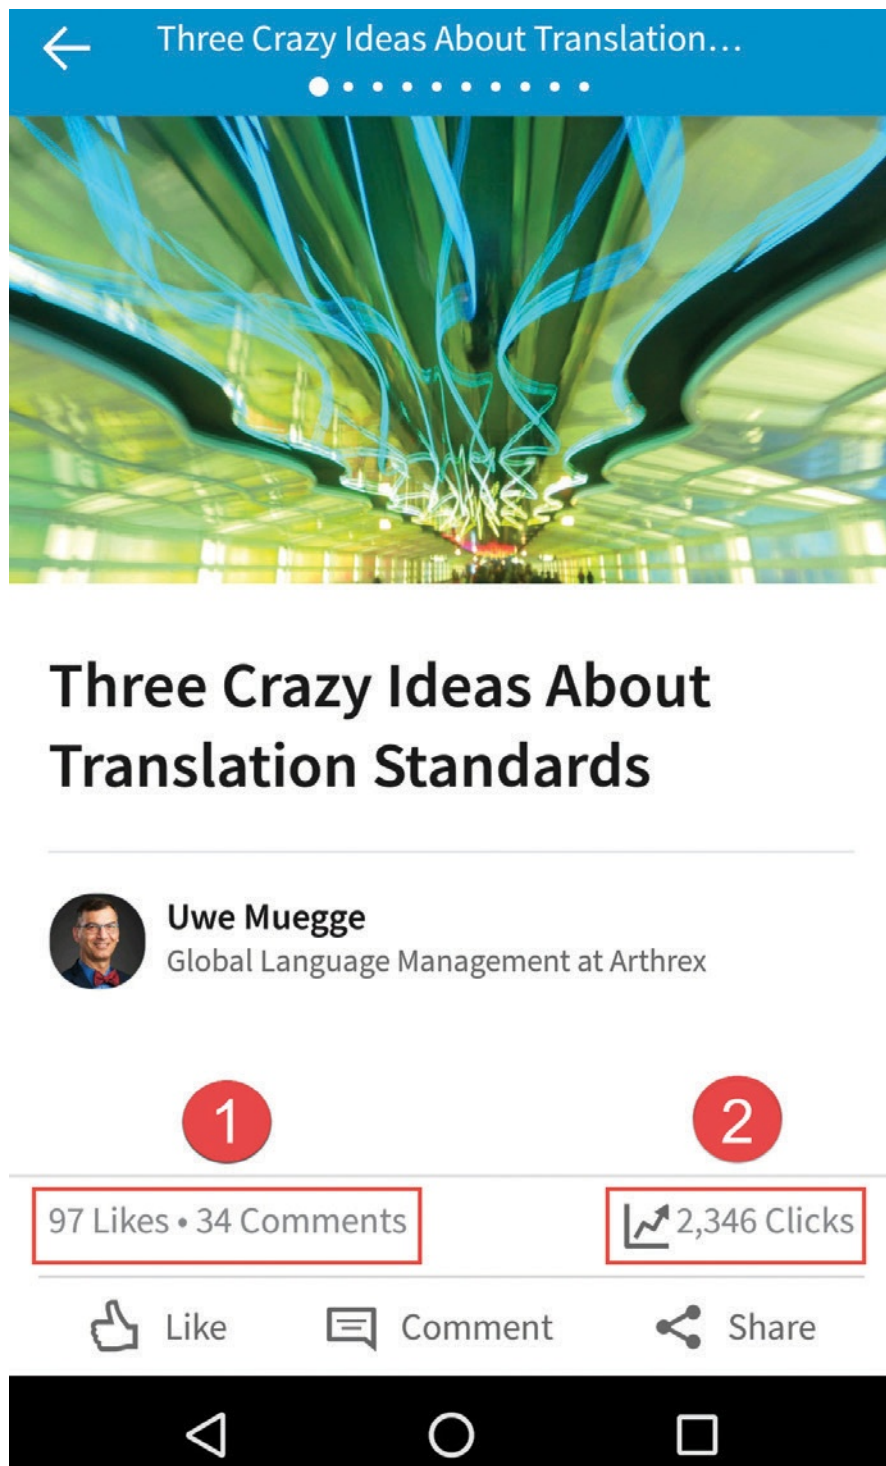 Three Crazy Ideas About Translation...
Three Crazy Ideas About
Translation Standards
Uwe Muegge
Global Language Management at Arthrex
1
2
97 Likes • 34 Comments
2,346 Clicks
Like
Comment
Share